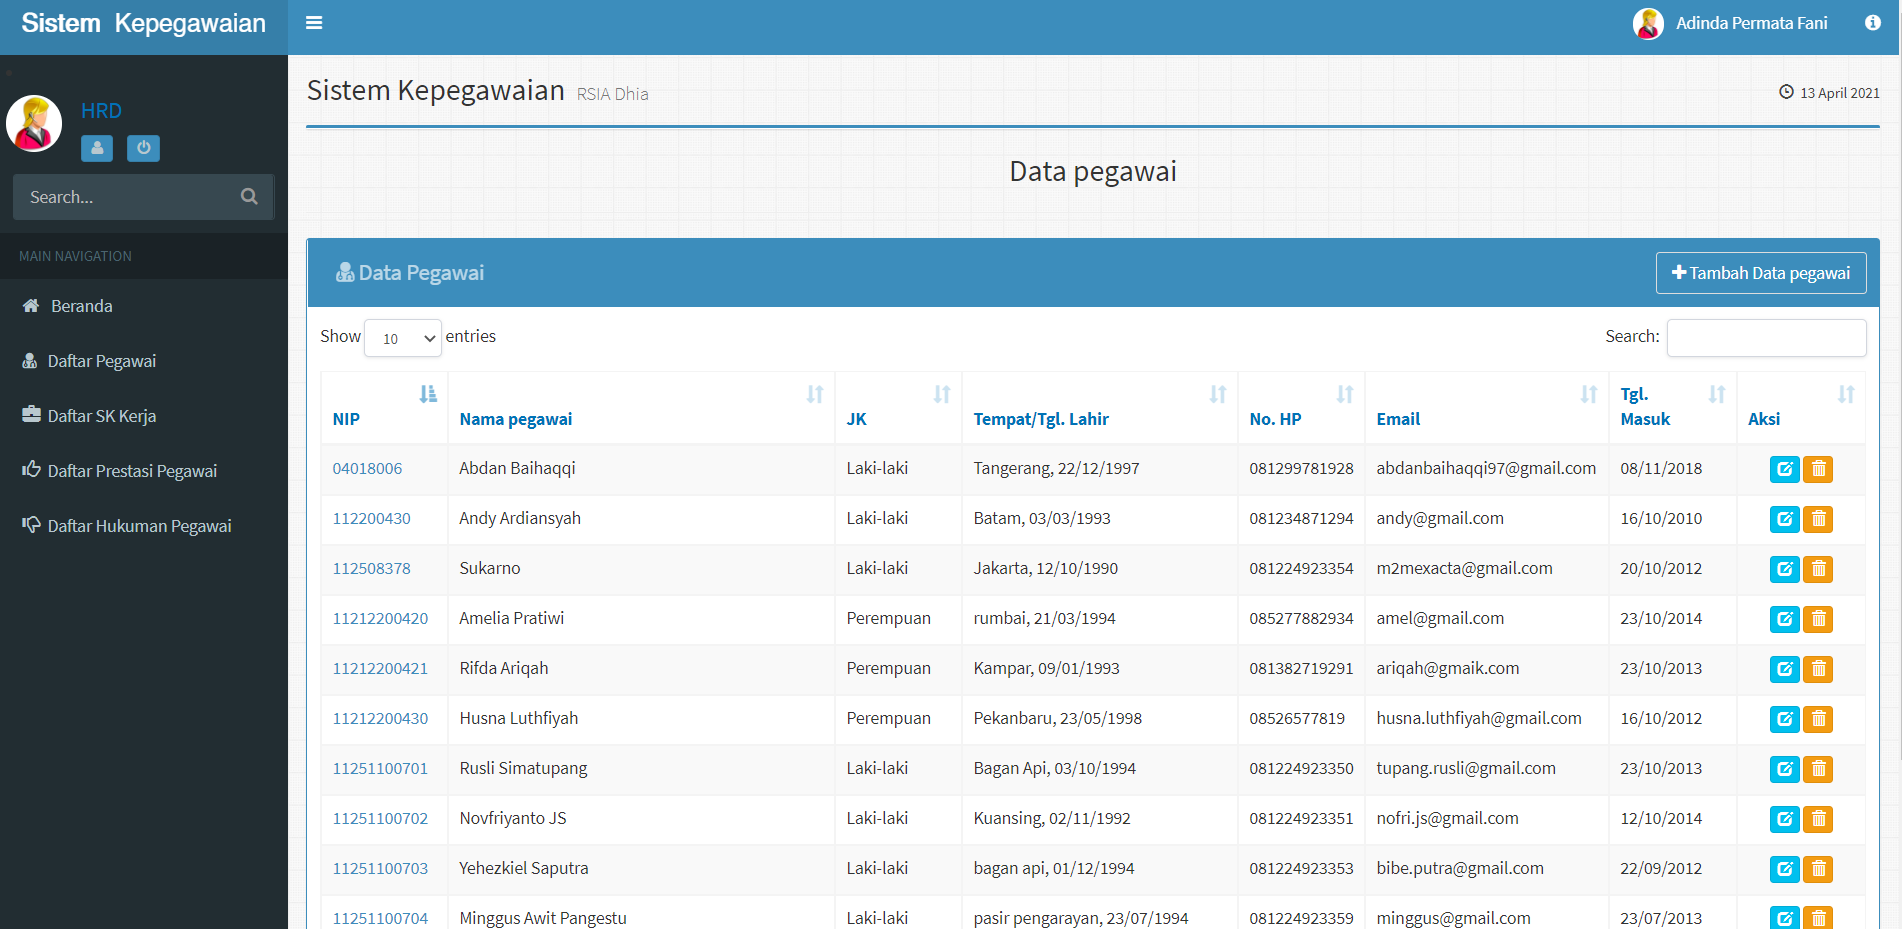 Sistem Kepegawaian
Adinda Permata Fani
HRD
Search...
MAIN NAVIGATION
Beranda
Daftar Pegawai
Daftar SK Kerja
Daftar Prestasi Pegawai
Daftar Hukuman Pegawai
Sistem Kepegawaian RSIA Dhia
13 April 2021
Data pegawai
Data Pegawai
Tambah Data pegawai
Show 10 entries
Search:
NIP Nama pegawai JK Tempat/Tgl. Lahir No. HP Email Tgl. Masuk Aksi
04018006 Abdan Baihaqqi Laki-laki Tangerang, 22/12/1997 081299781928 abdanbaihaqqi97@gmail.com 08/11/2018
112200430 Andy Ardiansyah Laki-laki Batam, 03/03/1993 081234871294 andy@gmail.com 16/10/2010
112508378 Sukarno Laki-laki Jakarta, 12/10/1990 081224923354 m2mexacta@gmail.com 20/10/2012
11212200420 Amelia Pratiwi Perempuan rumbai, 21/03/1994 085277882934 amel@gmail.com 23/10/2014
11212200421 Rifda Ariqah Perempuan Kampar, 09/01/1993 081382719291 ariqah@gmaik.com 23/10/2013
11212200430 Husna Luthfiyah Perempuan Pekanbaru, 23/05/1998 08526577819 husna.luthfiyah@gmail.com 16/10/2012
11251100701 Rusli Simatupang Laki-laki Bagan Api, 03/10/1994 081224923350 tupang.rusli@gmail.com 23/10/2013
11251100702 Novfriyanto JS Laki-laki Kuansing, 02/11/1992 081224923351 nofri.js@gmail.com 12/10/2014
11251100703 Yehezkiel Saputra Laki-laki bagan api, 01/12/1994 081224923353 bibe.putra@gmail.com 22/09/2012
11251100704 Minggus Awit Pangestu Laki-laki pasir pengarayan, 23/07/1994 081224923359 minggus@gmail.com 23/07/2013